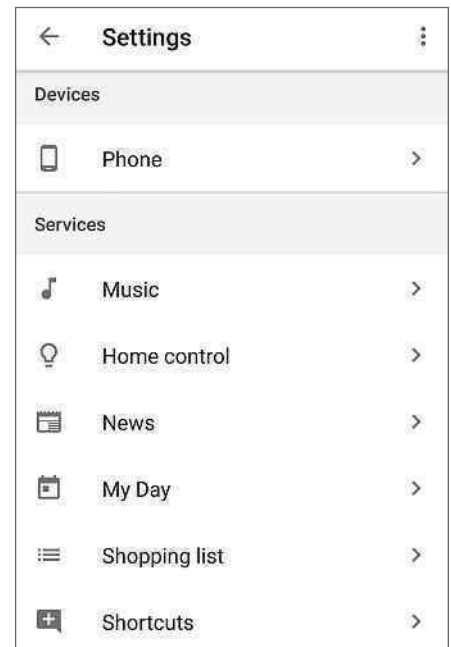 Settings
Devices
Phone
Services
Music
Home control
News
My Day
Shopping list
Shortcuts